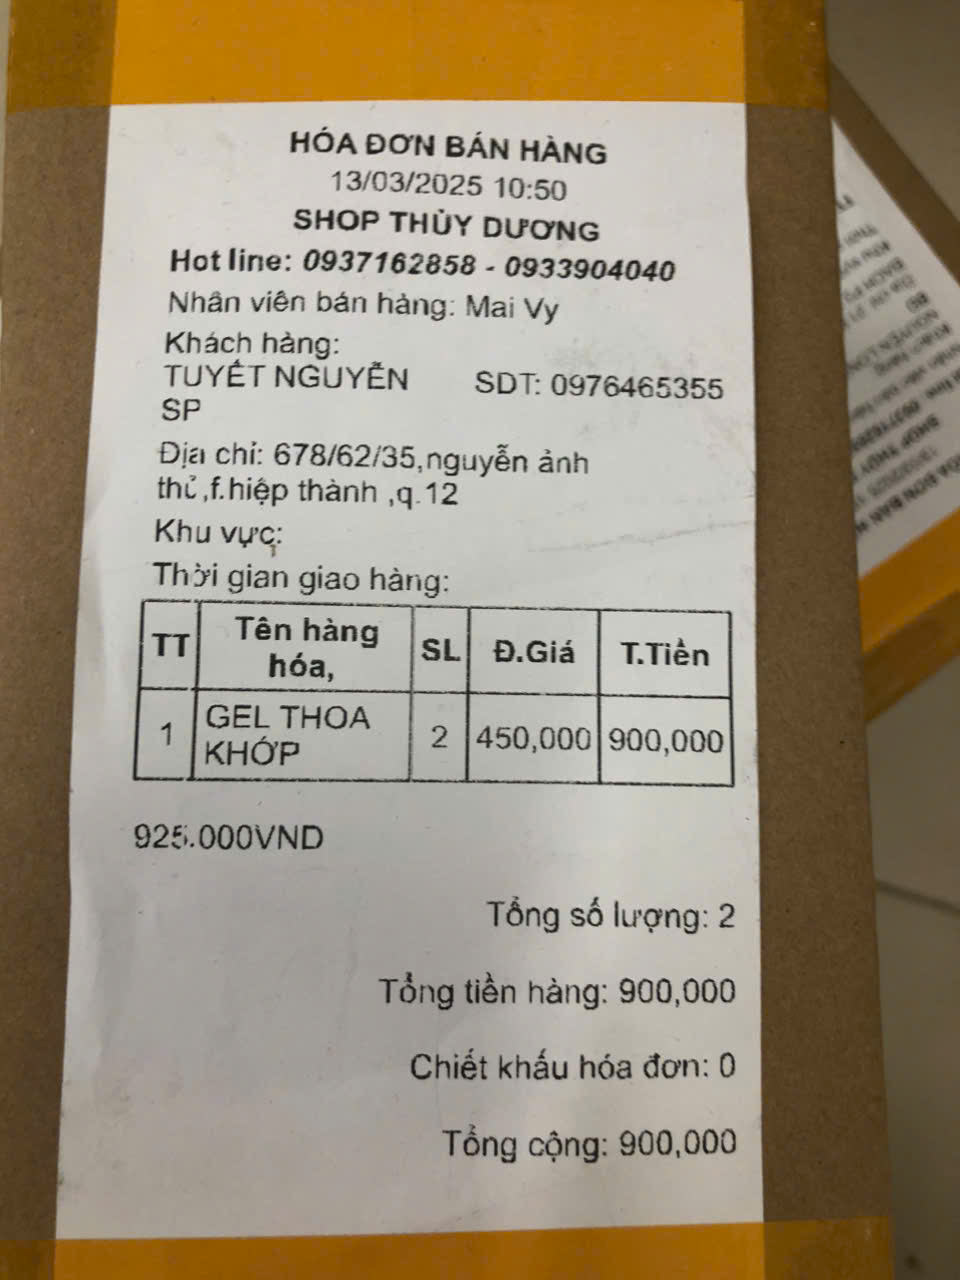 HÓA ĐƠN BÁN HÀNG
13/03/2025 10:50
SHOP THÙY DƯƠNG
Hot line: 0937162858 - 0933904040
Nhân viên bán hàng: Mai Vy
Khách hàng:
TUYẾT NGUYỄN SDT: 0976465355
SP
Địa chỉ: 678/62/35,nguyễn ảnh
thủ ,f.hiệp thành ,q.12
Khu vực:
Thời gian giao hàng:
TT Tên hàng hóa, SL Đ.Giá T.Tiền
1 GEL THOA KHỚP 2 450,000 900,000
925.000VND
Tổng số lượng: 2
Tổng tiền hàng: 900,000
Chiết khấu hóa đơn: 0
Tổng cộng: 900,000